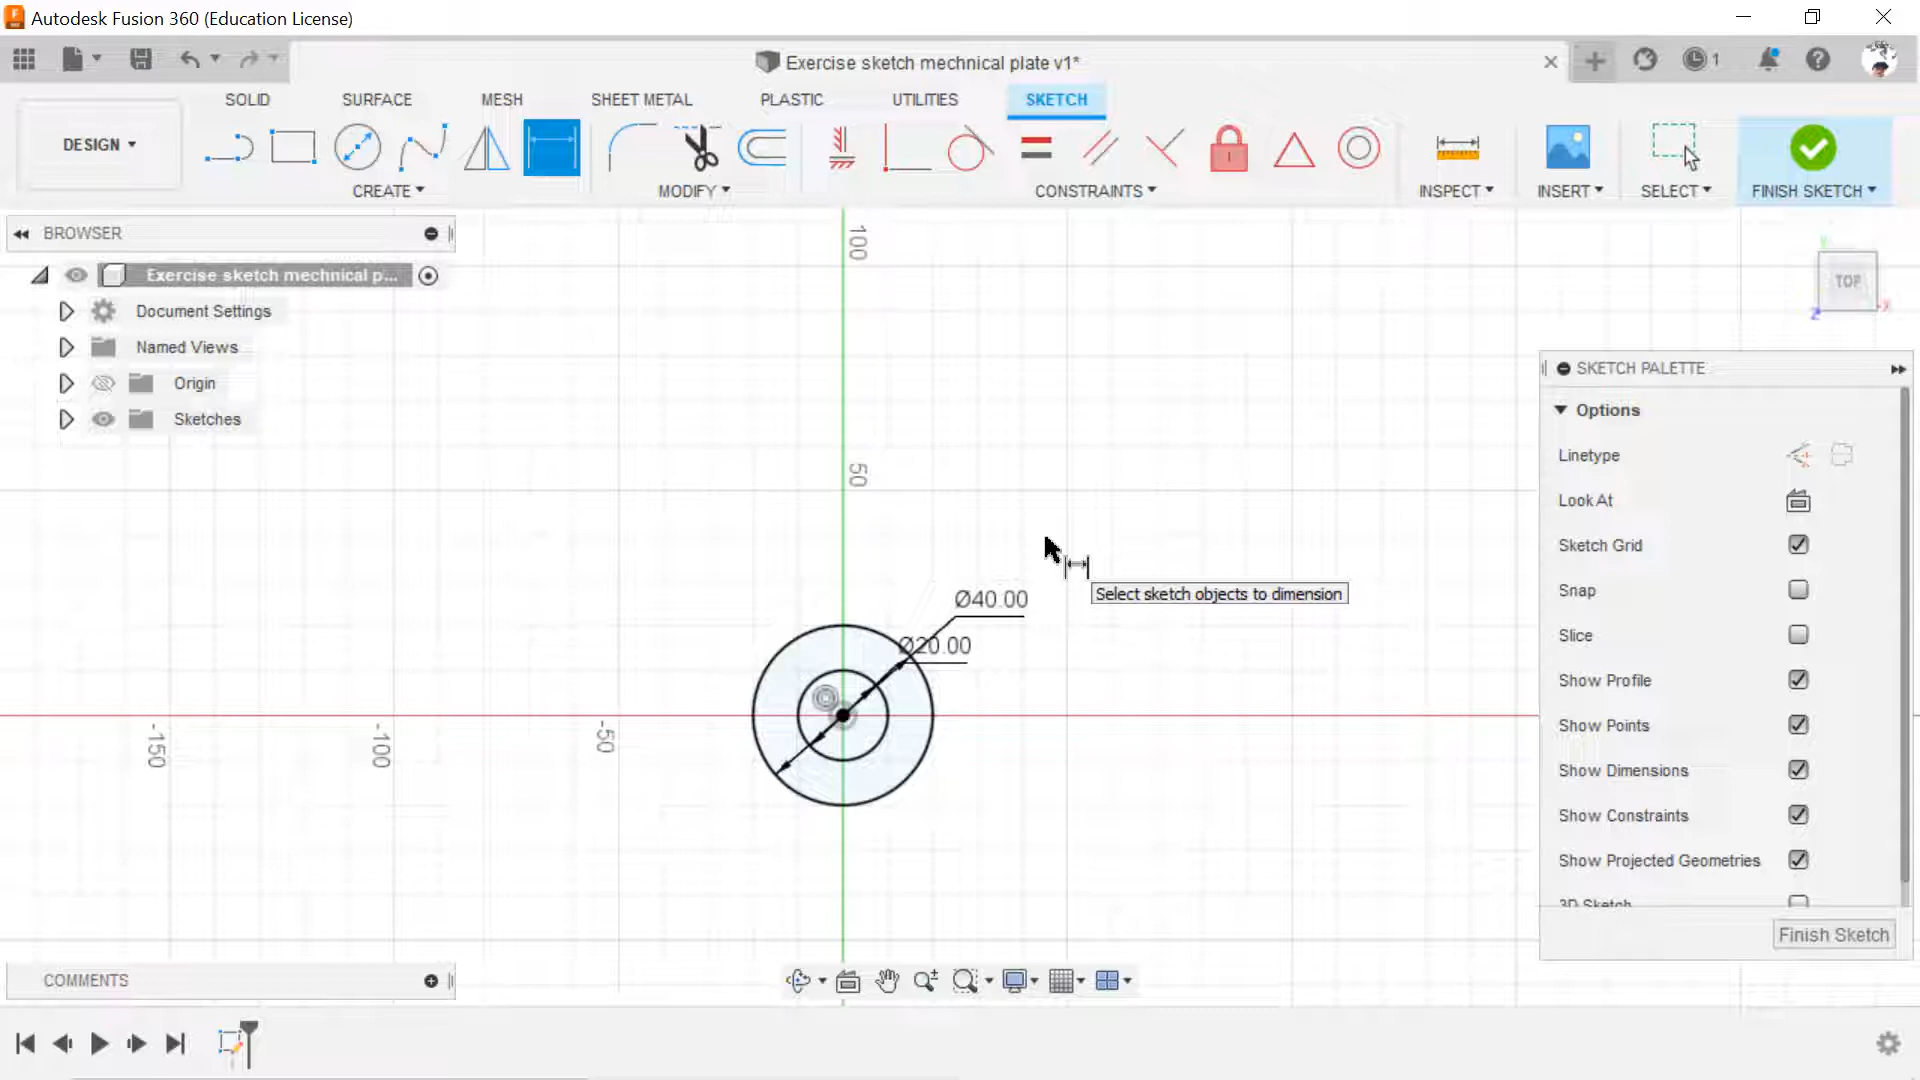 Autodesk Fusion 360 (Education License)
Exercise sketch mechnical plate v1*
1
SOLID
SURFACE
MESH
SHEET METAL
PLASTIC
UTILITIES
SKETCH
DESIGN
CREATE
MODIFY
CONSTRAINTS
INSPECT
INSERT
SELECT
FINISH SKETCH
BROWSER
Exercise sketch mechnical p...
Document Settings
Named Views
Origin
Sketches
100
50
-150
-100
-50
Ø40.00
Ø20.00
Select sketch objects to dimension
TOP
Y
X
Z
SKETCH PALETTE
Options
Linetype
Look At
Sketch Grid
Snap
Slice
Show Profile
Show Points
Show Dimensions
Show Constraints
Show Projected Geometries
3D Sketch
Finish Sketch
COMMENTS